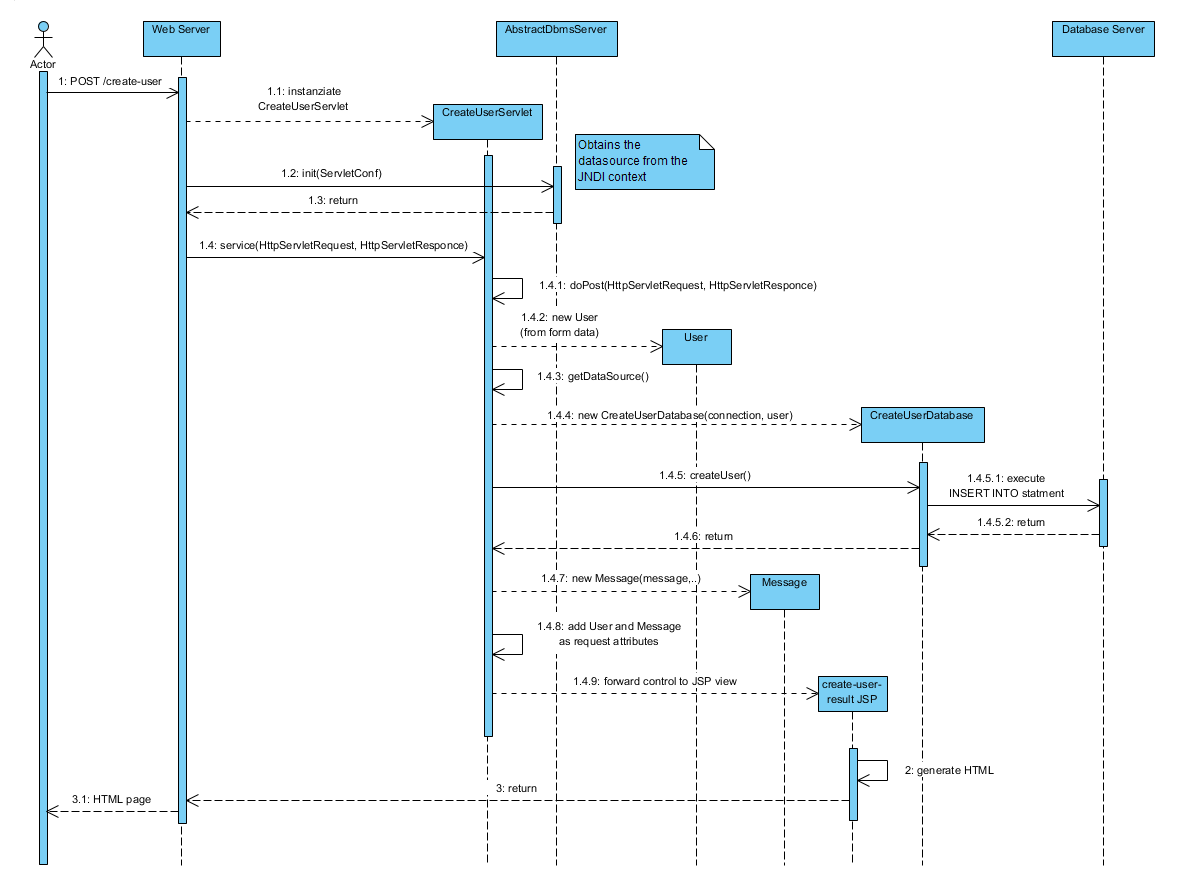 Web Server
AbstractDbmsServer
Database Server
Actor
1: POST /create-user
1.1: instanziate
CreateUserServlet
CreateUserServlet
Obtains the
datasource from the
JNDI context
1.2: init(ServletConf)
1.3: return
1.4: service(HttpServletRequest, HttpServletResponce)
1.4.1: doPost(HttpServletRequest, HttpServletResponce)
1.4.2: new User
(from form data)
User
1.4.3: getDataSource()
1.4.4: new CreateUserDatabase(connection, user)
CreateUserDatabase
1.4.5: createUser()
1.4.5.1: execute
INSERT INTO statment
1.4.5.2: return
1.4.6: return
1.4.7: new Message(message,..)
Message
1.4.8: add User and Message
as request attributes
1.4.9: forward control to JSP view
create-user-
result JSP
2: generate HTML
3: return
3.1: HTML page